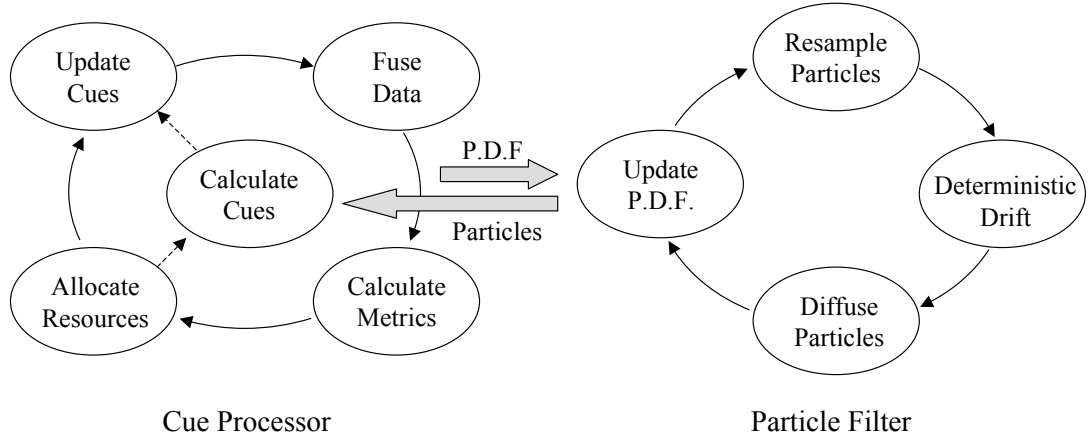 Update
Cues
Fuse
Data
Calculate
Cues
Allocate
Resources
Calculate
Metrics
P.D.F
Particles
Resample
Particles
Update
P.D.F.
Deterministic
Drift
Diffuse
Particles
Cue Processor
Particle Filter